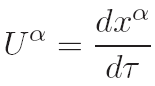 U^α = dx^α / dτ